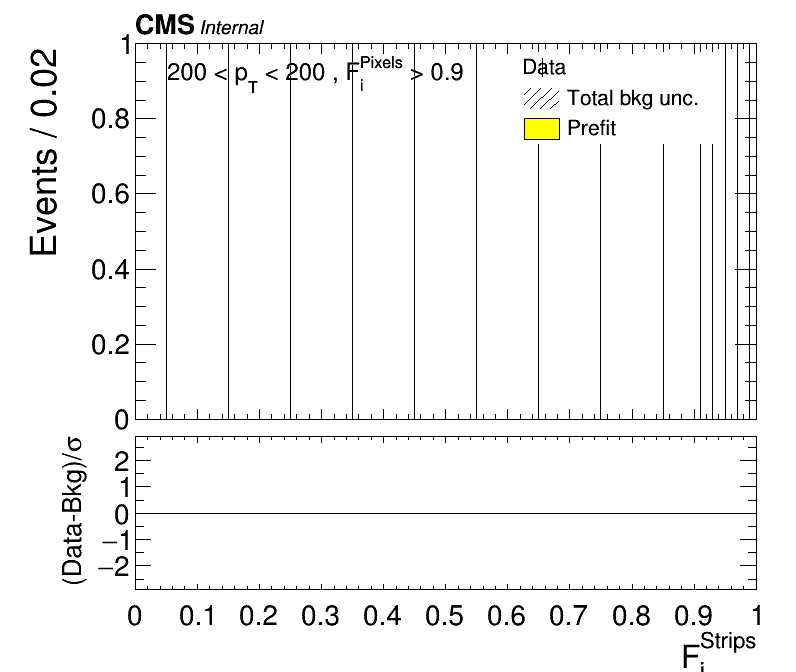 CMS Internal
200 < pT < 200 , FiPixels > 0.9
Data
Total bkg unc.
Prefit
Events / 0.02
1
0.8
0.6
0.4
0.2
0
(Data-Bkg)/σ
2
1
0
−1
−2
0 0.1 0.2 0.3 0.4 0.5 0.6 0.7 0.8 0.9 1
FiStrips